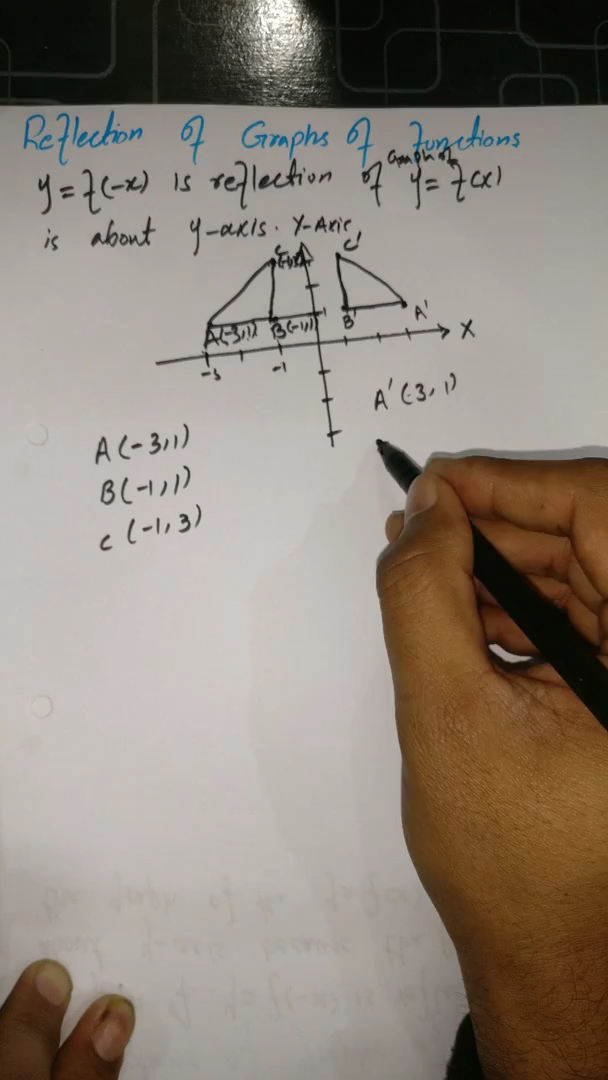 Reflection of Graphs of Functions
y = f(-x) is reflection of graph of y = f(x)
is about y-axis.
Y-Axis
C
C'
A(-3,1)
B(-1,1)
1
B'
A'
X
-3
-1
A'(-3,1)
A(-3,1)
B(-1,1)
C(-1,3)